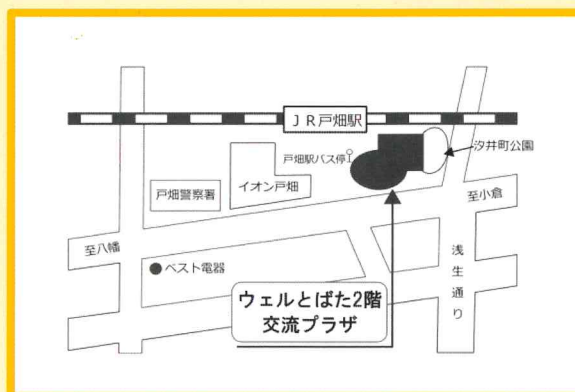 JR戸畑駅
汐井町公園
戸畑駅バス停
イオン戸畑
戸畑警察署
至小倉
至八幡
ベスト電器
浅生通り
ウェルとばた2階
交流プラザ